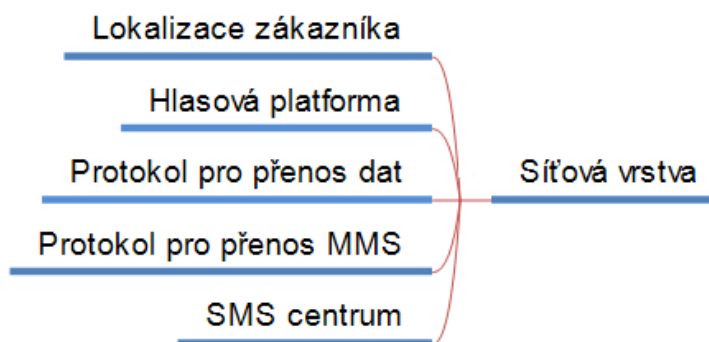 Lokalizace zákazníka
Hlasová platforma
Protokol pro přenos dat
Síťová vrstva
Protokol pro přenos MMS
SMS centrum